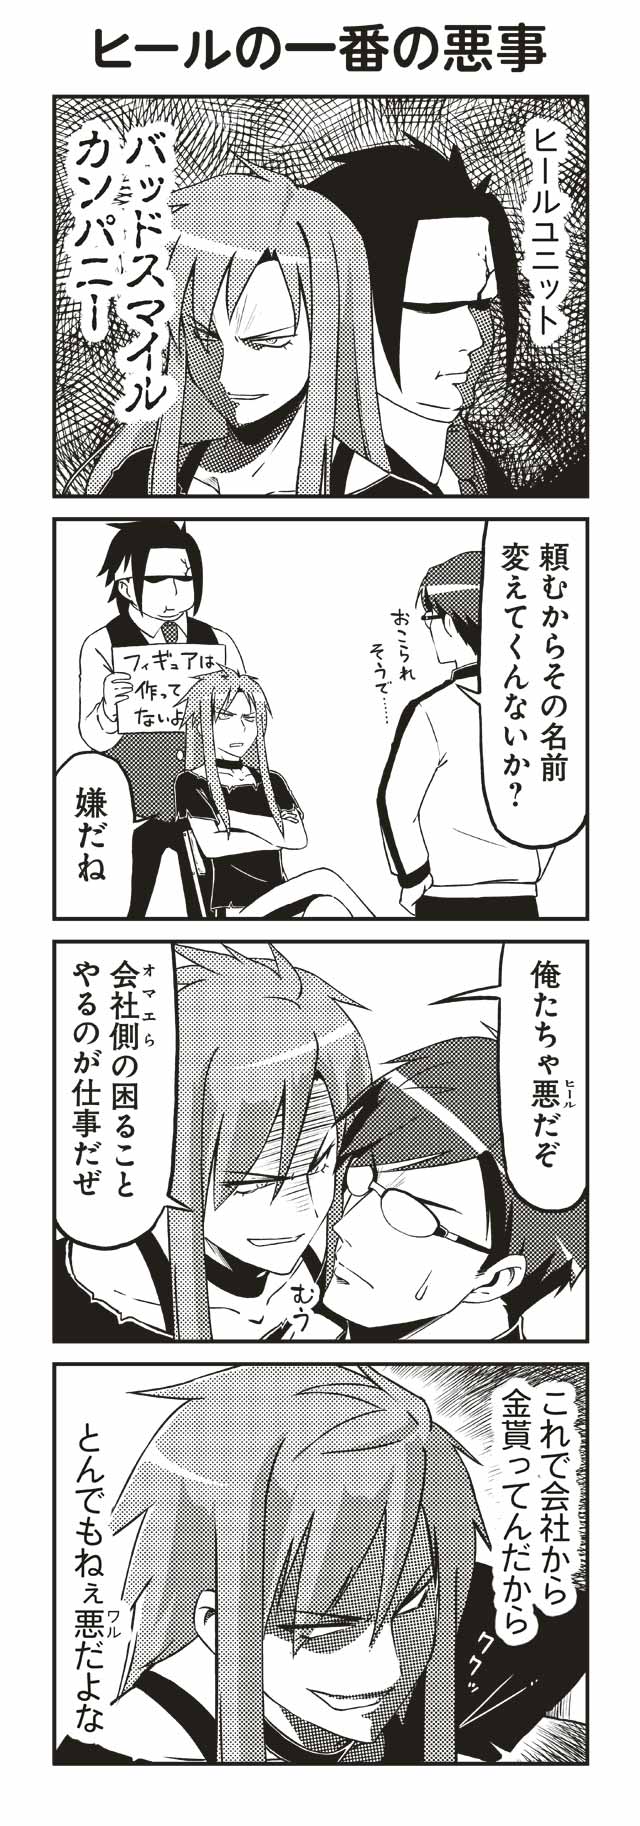 ヒールの一番の悪事
ヒールユニット
バッドスマイル
カンパニー
頼むからその名前
変えてくんないか?
おこられ
そうで……
フィギュアは
作って
ないよ
嫌だね
俺たちゃ悪だぞ
ヒール
会社側の困ること
オマエら
やるのが仕事だぜ
むう
これで会社から
金貰ってんだから
ククク
とんでもねぇ悪だよな
ワル